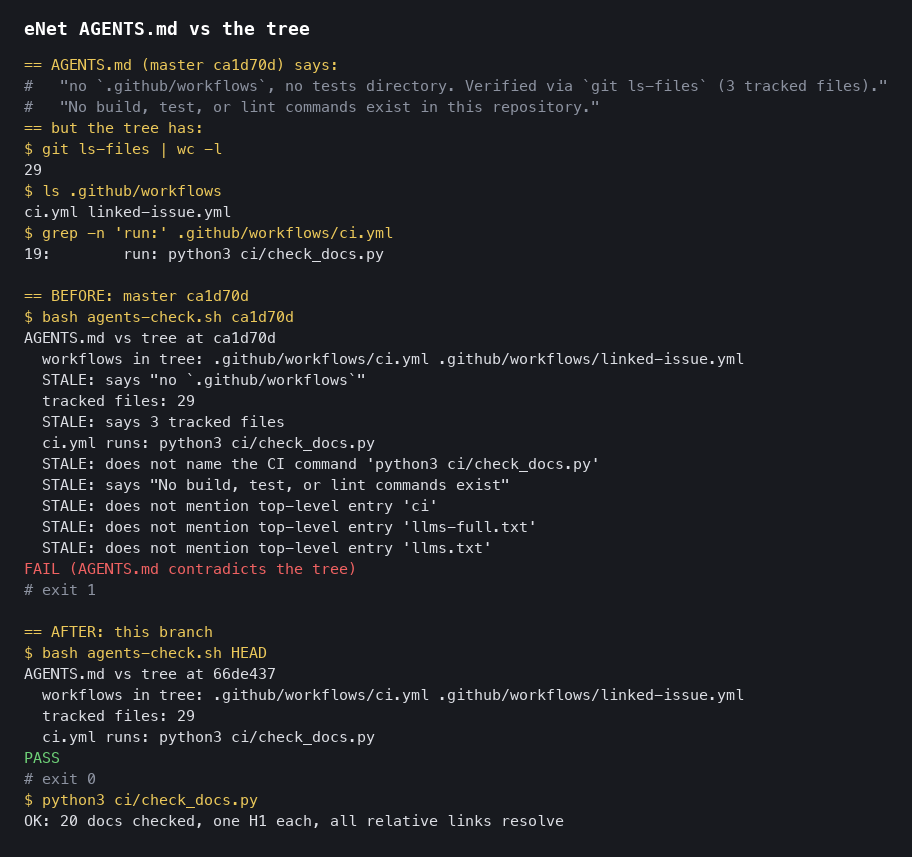 eNet AGENTS.md vs the tree
== AGENTS.md (master ca1d70d) says:
#   "no `.github/workflows`, no tests directory. Verified via `git ls-files` (3 tracked files)."
#   "No build, test, or lint commands exist in this repository."
== but the tree has:
$ git ls-files | wc -l
29
$ ls .github/workflows
ci.yml linked-issue.yml
$ grep -n 'run:' .github/workflows/ci.yml
19:        run: python3 ci/check_docs.py
== BEFORE: master ca1d70d
$ bash agents-check.sh ca1d70d
AGENTS.md vs tree at ca1d70d
  workflows in tree: .github/workflows/ci.yml .github/workflows/linked-issue.yml
  STALE: says "no `.github/workflows`"
  tracked files: 29
  STALE: says 3 tracked files
  ci.yml runs: python3 ci/check_docs.py
  STALE: does not name the CI command 'python3 ci/check_docs.py'
  STALE: says "No build, test, or lint commands exist"
  STALE: does not mention top-level entry 'ci'
  STALE: does not mention top-level entry 'llms-full.txt'
  STALE: does not mention top-level entry 'llms.txt'
FAIL (AGENTS.md contradicts the tree)
# exit 1
== AFTER: this branch
$ bash agents-check.sh HEAD
AGENTS.md vs tree at 66de437
  workflows in tree: .github/workflows/ci.yml .github/workflows/linked-issue.yml
  tracked files: 29
  ci.yml runs: python3 ci/check_docs.py
PASS
# exit 0
$ python3 ci/check_docs.py
OK: 20 docs checked, one H1 each, all relative links resolve